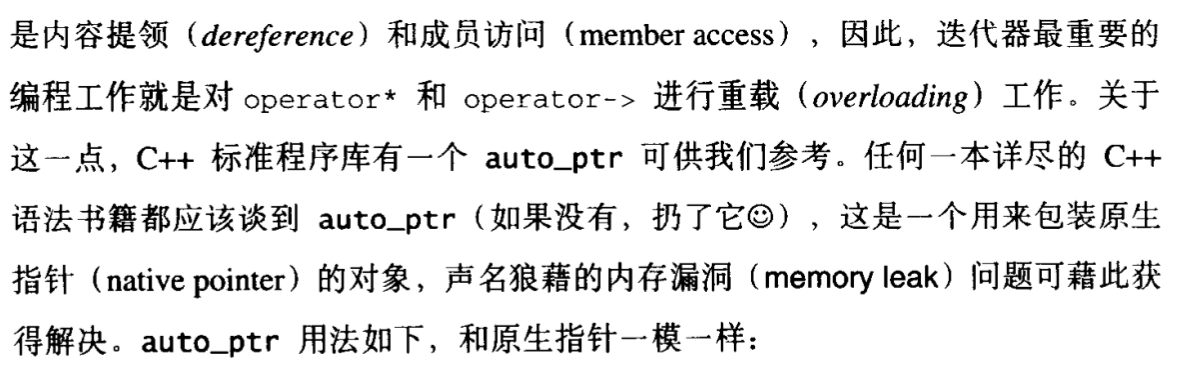 是内容提领（dereference）和成员访问（member access），因此，迭代器最重要的
编程工作就是对 operator* 和 operator-> 进行重载（overloading）工作。关于
这一点，C++ 标准程序库有一个 auto_ptr 可供我们参考。任何一本详尽的 C++
语法书籍都应该谈到 auto_ptr（如果没有，扔了它☺），这是一个用来包装原生
指针（native pointer）的对象，声名狼藉的内存漏洞（memory leak）问题可藉此获
得解决。auto_ptr 用法如下，和原生指针一模一样：